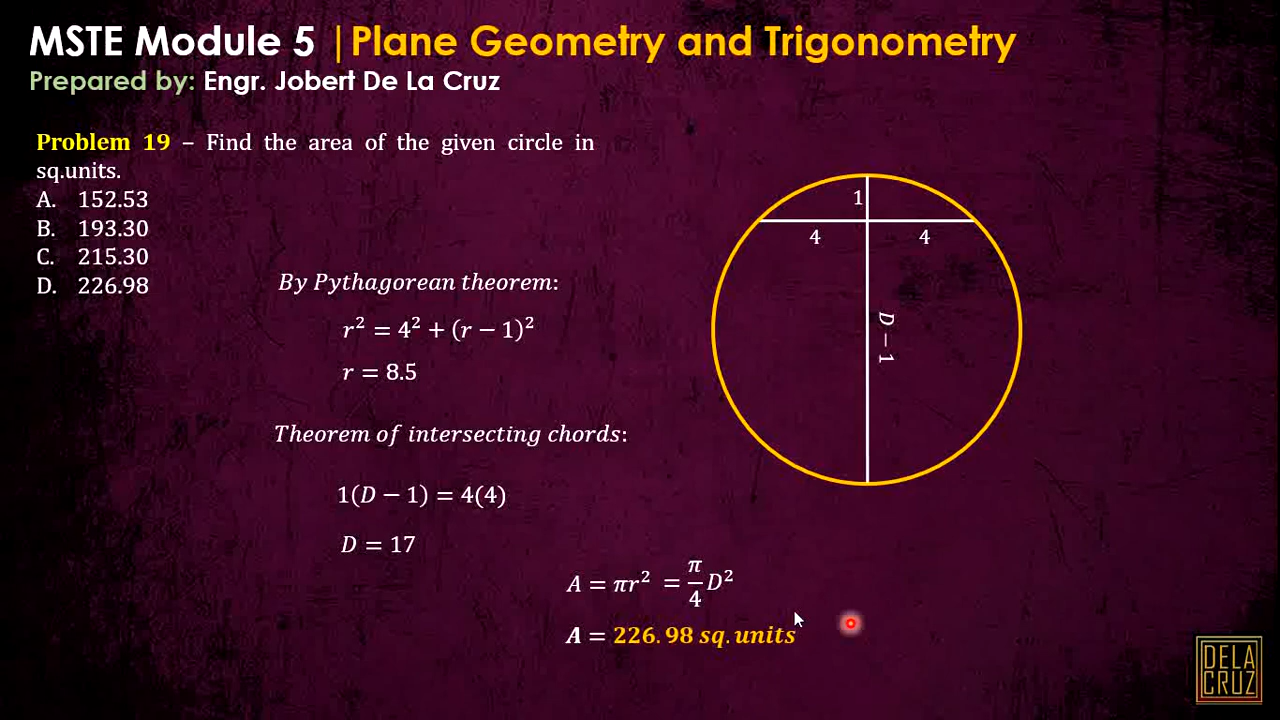 MSTE Module 5 |Plane Geometry and Trigonometry
Prepared by: Engr. Jobert De La Cruz
Problem 19 – Find the area of the given circle in
sq.units.
A. 152.53
B. 193.30
C. 215.30
D. 226.98
By Pythagorean theorem:
r² = 4² + (r − 1)²
r = 8.5
Theorem of intersecting chords:
1(D − 1) = 4(4)
D = 17
A = πr² = π/4 D²
A = 226.98 sq. units
1
4 4
D − 1
DELA
CRUZ